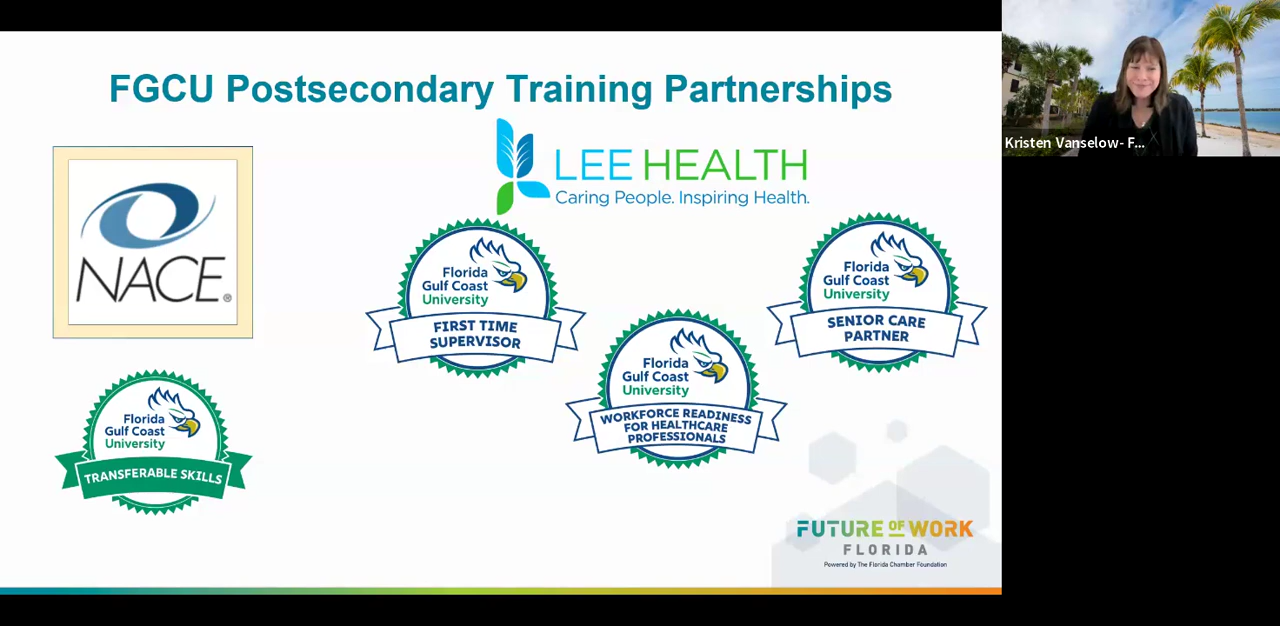 FGCU Postsecondary Training Partnerships
Kristen Vanselow- F...
LEE HEALTH
Caring People. Inspiring Health.
NACE®
Florida
Gulf Coast
University
FIRST TIME
SUPERVISOR
Florida
Gulf Coast
University
SENIOR CARE
PARTNER
Florida
Gulf Coast
University
WORKFORCE READINESS
FOR HEALTHCARE
PROFESSIONALS
Florida
Gulf Coast
University
TRANSFERABLE SKILLS
FUTURE OF WORK
FLORIDA
Powered by The Florida Chamber Foundation